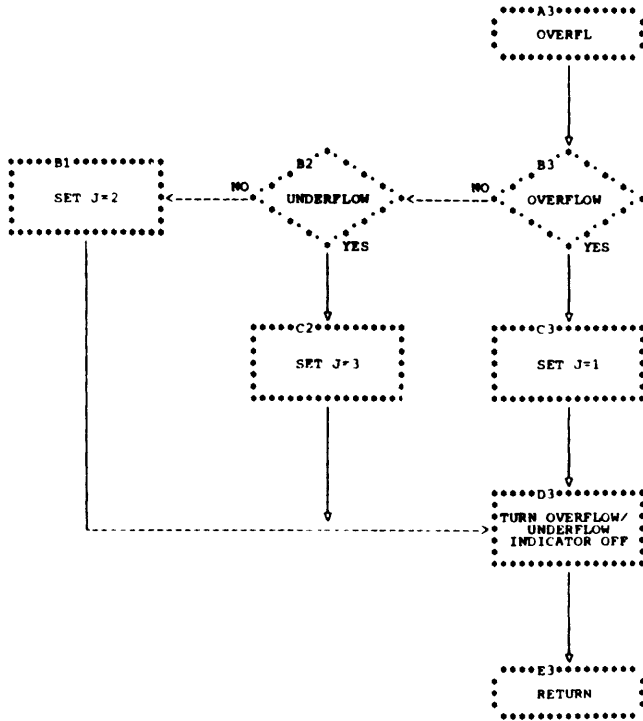 A3
OVERFL
B1
SET J=2
NO
B2
UNDERFLOW
YES
NO
B3
OVERFLOW
YES
C2
SET J=3
C3
SET J=1
D3
TURN OVERFLOW/
UNDERFLOW
INDICATOR OFF
E3
RETURN